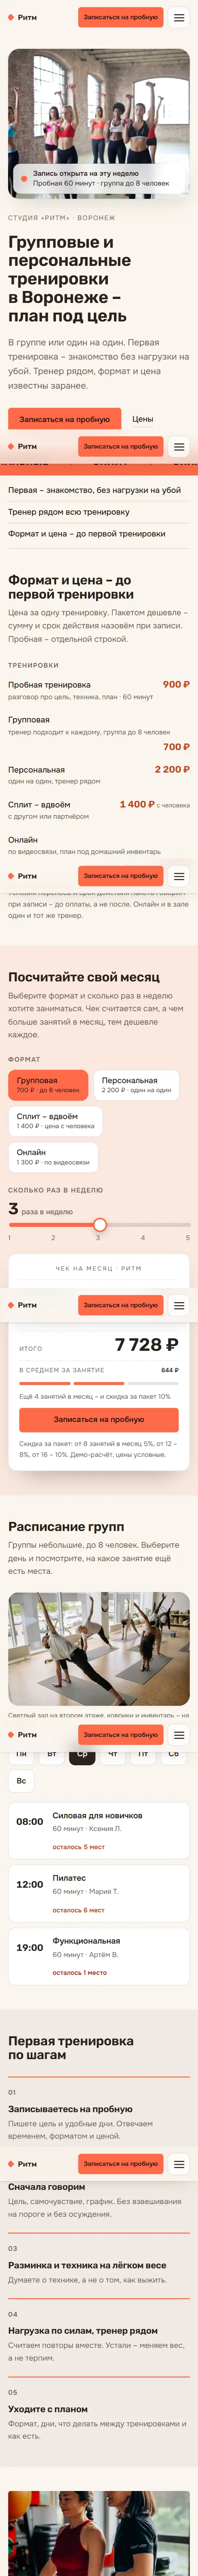 Ритм
Записаться на пробную
Запись открыта на эту неделю
Пробная 60 минут · группа до 8 человек
СТУДИЯ «РИТМ» · ВОРОНЕЖ
Групповые и
персональные
тренировки
в Воронеже –
план под цель
В группе или один на один. Первая
тренировка – знакомство без нагрузки на
убой. Тренер рядом, формат и цена
известны заранее.
Записаться на пробную
Цены
Ритм
Записаться на пробную
Первая – знакомство, без нагрузки на убой
Тренер рядом всю тренировку
Формат и цена – до первой тренировки
Формат и цена – до
первой тренировки
Цена за одну тренировку. Пакетом дешевле –
сумму и срок действия назовём при записи.
Пробная – отдельной строкой.
ТРЕНИРОВКИ
Пробная тренировка
900 ₽
разговор про цель, техника, план · 60 минут
Групповая
тренер подходит к каждому, группа до 8 человек
700 ₽
Персональная
2 200 ₽
один на один, тренер рядом
Сплит – вдвоём
1 400 ₽ с человека
с другом или партнёром
Онлайн
по видеосвязи, план под домашний инвентарь
Ритм
Записаться на пробную
при записи – до оплаты, а не после. Онлайн и в зале
один и тот же тренер.
Посчитайте свой месяц
Выберите формат и сколько раз в неделю
хотите заниматься. Чек считается сам, а чем
больше занятий в месяц, тем дешевле
каждое.
ФОРМАТ
Групповая
700 ₽ · до 8 человек
Персональная
2 200 ₽ · один на один
Сплит – вдвоём
1 400 ₽ · цена с человека
Онлайн
1 300 ₽ · по видеосвязи
СКОЛЬКО РАЗ В НЕДЕЛЮ
3 раза в неделю
1 2 3 4 5
ЧЕК НА МЕСЯЦ · РИТМ
Ритм
Записаться на пробную
ИТОГО
7 728 ₽
В СРЕДНЕМ ЗА ЗАНЯТИЕ
644 ₽
Ещё 4 занятий в месяц – и скидка за пакет 10%
Записаться на пробную
Скидка за пакет: от 8 занятий в месяц 5%, от 12 –
8%, от 16 – 10%. Демо-расчёт, цены условные.
Расписание групп
Группы небольшие, до 8 человек. Выберите
день и посмотрите, на какое занятие ещё
есть места.
Светлый зал на втором этаже, коврики и инвентарь – на
Ритм
Записаться на пробную
Пн Вт Ср Чт Пт Сб
Вс
08:00
Силовая для новичков
60 минут · Ксения Л.
осталось 5 мест
12:00
Пилатес
60 минут · Мария Т.
осталось 6 мест
19:00
Функциональная
60 минут · Артём В.
осталось 1 место
Первая тренировка
по шагам
01
Записываетесь на пробную
Пишете цель и удобные дни. Отвечаем
временем, форматом и ценой.
Ритм
Записаться на пробную
Сначала говорим
Цель, самочувствие, график. Без взвешивания
на пороге и без осуждения.
03
Разминка и техника на лёгком весе
Думаете о технике, а не о том, как выжить.
04
Нагрузка по силам, тренер рядом
Считаем повторы вместе. Устали – меняем вес,
а не терпим.
05
Уходите с планом
Формат, дни, что делать между тренировками и
как есть.